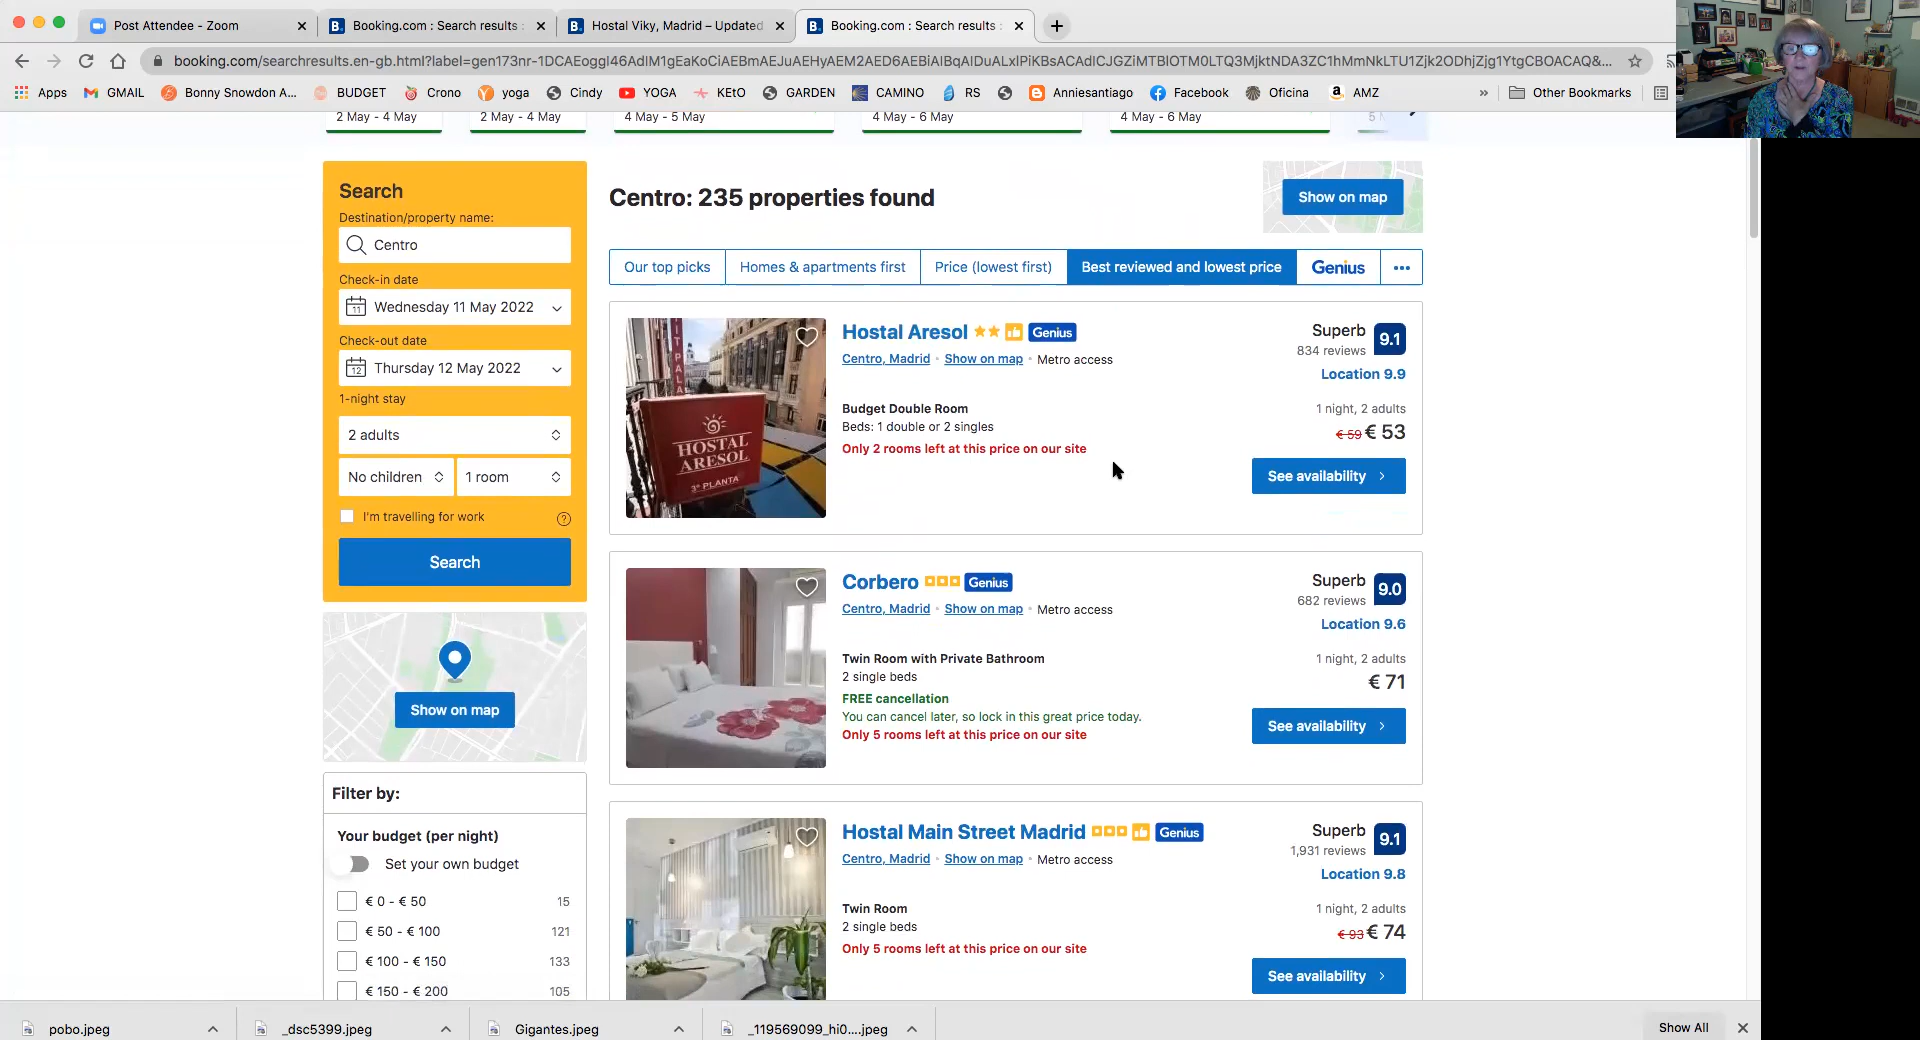 Post Attendee - Zoom
Booking.com : Search results :
Hostal Viky, Madrid – Updated
Booking.com : Search results :
booking.com/searchresults.en-gb.html?label=gen173nr-1DCAEoggI46AdIM1gEaKoCiAEBmAEJuAEHyAEM2AED6AEBiAIBqAIDuALxlPiKBsACAdICJGZiMTBlOTM0LTQ3MjktNDA3ZC1hMmNkLTU1Zjk2ODhjZjg1YtgCBOACAQ&...
Apps
GMAIL
Bonny Snowdon A...
BUDGET
Crono
yoga
Cindy
YOGA
KEtO
GARDEN
CAMINO
RS
Anniesantiago
Facebook
Oficina
AMZ
»
Other Bookmarks
2 May - 4 May
2 May - 4 May
4 May - 5 May
4 May - 6 May
4 May - 6 May
Search
Destination/property name:
Centro
Check-in date
11
Wednesday 11 May 2022
Check-out date
12
Thursday 12 May 2022
1-night stay
2 adults
No children
1 room
I'm travelling for work
Search
Show on map
Filter by:
Your budget (per night)
Set your own budget
€ 0 - € 50 15
€ 50 - € 100 121
€ 100 - € 150 133
€ 150 - € 200 105
Centro: 235 properties found
Show on map
Our top picks
Homes & apartments first
Price (lowest first)
Best reviewed and lowest price
Genius
HOSTAL
ARESOL
3º PLANTA
Hostal Aresol Genius
Centro, Madrid · Show on map · Metro access
Budget Double Room
Beds: 1 double or 2 singles
Only 2 rooms left at this price on our site
Superb 9.1
834 reviews
Location 9.9
1 night, 2 adults
€ 59 € 53
See availability
Corbero Genius
Centro, Madrid · Show on map · Metro access
Twin Room with Private Bathroom
2 single beds
FREE cancellation
You can cancel later, so lock in this great price today.
Only 5 rooms left at this price on our site
Superb 9.0
682 reviews
Location 9.6
1 night, 2 adults
€ 71
See availability
Hostal Main Street Madrid Genius
Centro, Madrid · Show on map · Metro access
Twin Room
2 single beds
Only 5 rooms left at this price on our site
Superb 9.1
1,931 reviews
Location 9.8
1 night, 2 adults
€ 93 € 74
See availability
pobo.jpeg
_dsc5399.jpeg
Gigantes.jpeg
_119569099_hi0....jpeg
Show All